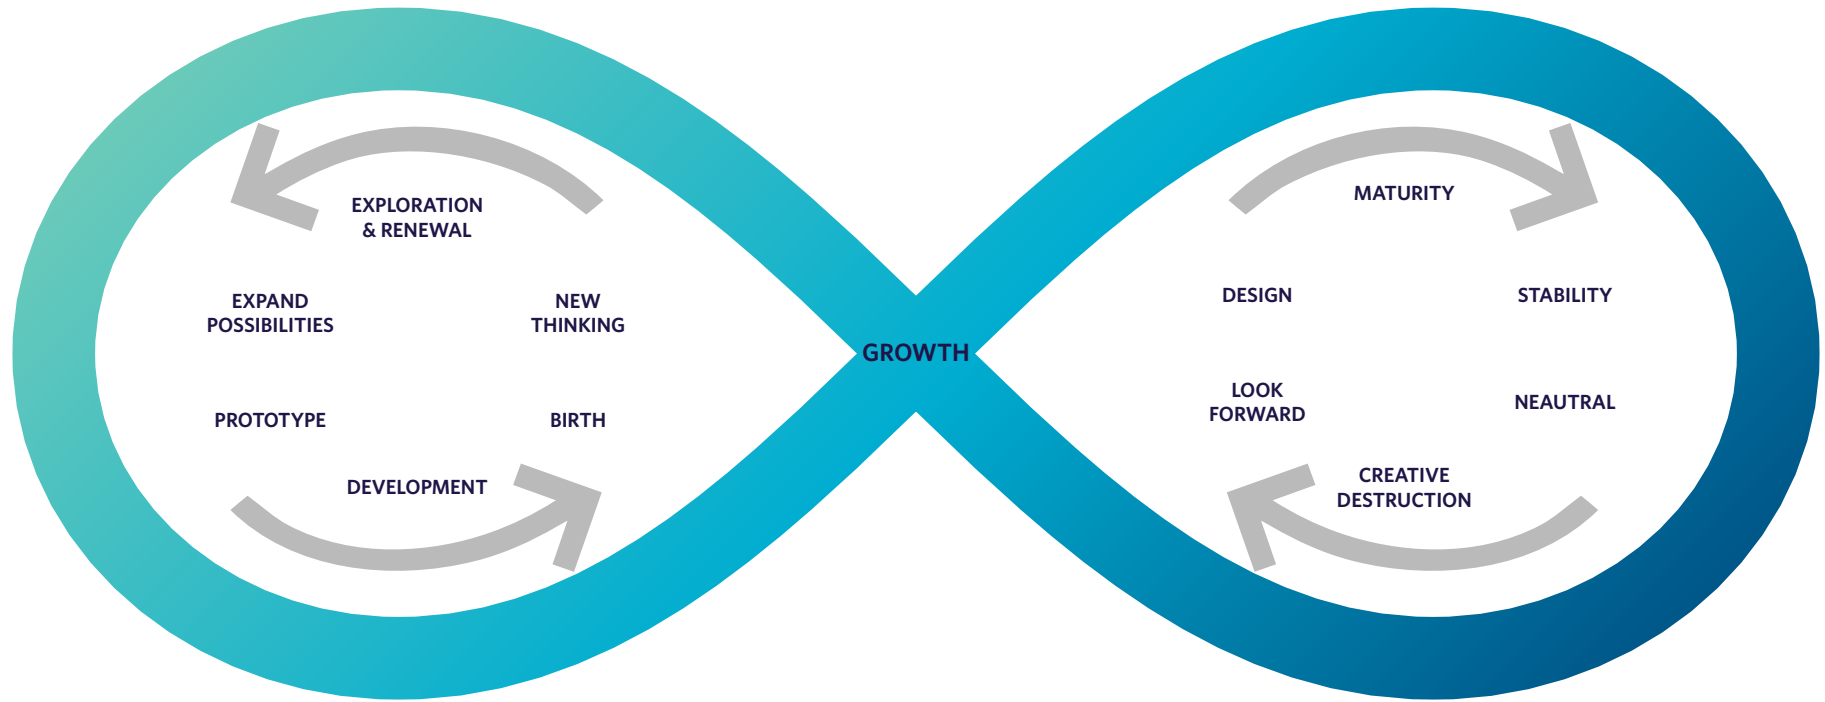 EXPLORATION
& RENEWAL
EXPAND
POSSIBILITIES
NEW
THINKING
PROTOTYPE
BIRTH
DEVELOPMENT
GROWTH
MATURITY
DESIGN
STABILITY
LOOK
FORWARD
NEAUTRAL
CREATIVE
DESTRUCTION